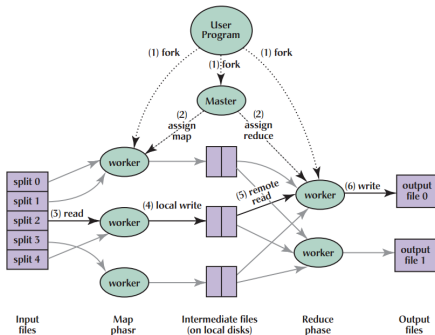 User
Program
(1) fork
(1) fork
(1) fork
Master
(2)
assign
map
(2)
assign
reduce
worker
split 0
split 1
split 2
split 3
split 4
(3) read
worker
(4) local write
(5) remote
read
worker
(6) write
output
file 0
worker
output
file 1
worker
Input
files
Map
phasr
Intermediate files
(on local disks)
Reduce
phase
Output
files